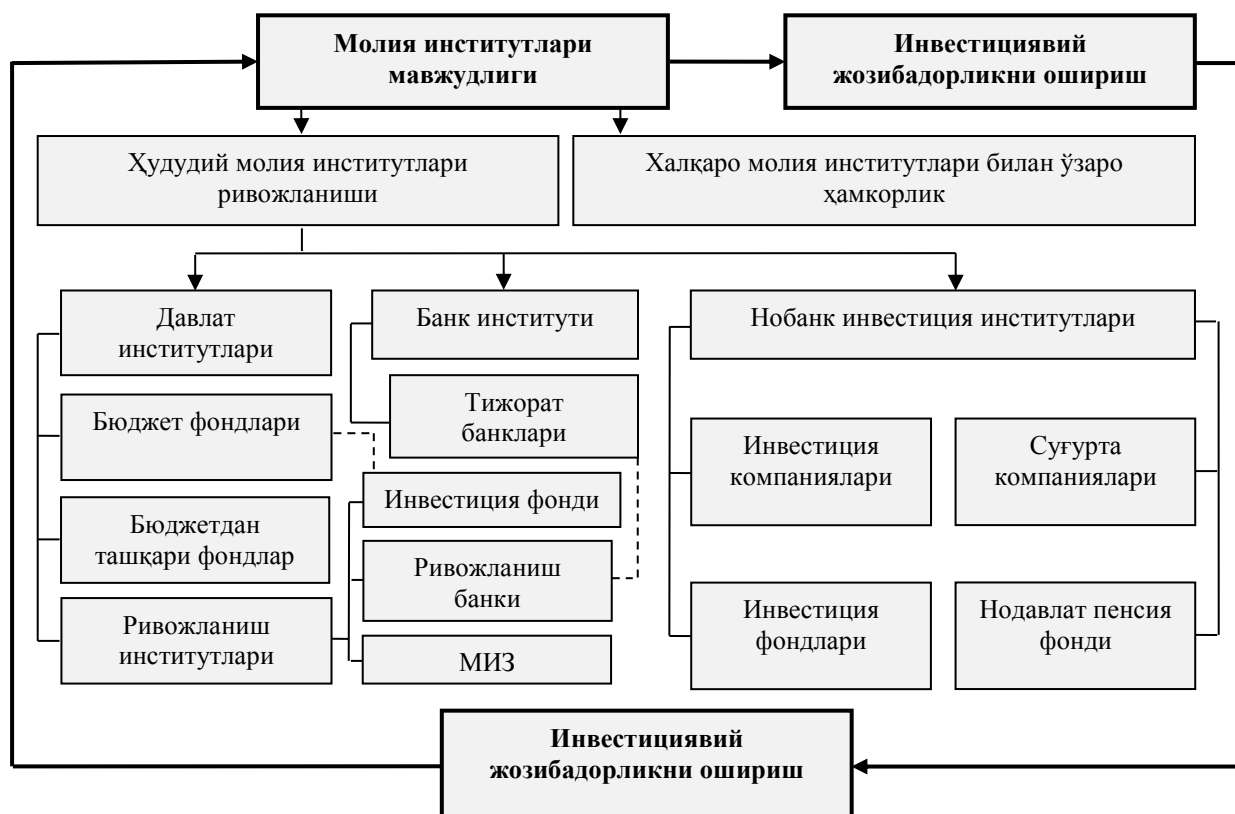 Молия институтлари
мавжудлиги
Инвестициявий
жозибадорликни ошириш
Ҳудудий молия институтлари
ривожланиши
Халқаро молия институтлари билан ўзаро
ҳамкорлик
Давлат
институтлари
Банк институти
Нобанк инвестиция институтлари
Бюджет фондлари
Тижорат
банклари
Инвестиция
компаниялари
Суғурта
компаниялари
Инвестиция фонди
Бюджетдан
ташқари фондлар
Ривожланиш
банки
Ривожланиш
институтлари
МИЗ
Инвестиция
фондлари
Нодавлат пенсия
фонди
Инвестициявий
жозибадорликни ошириш